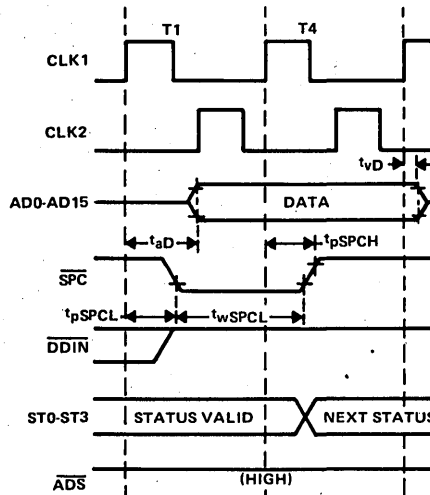 T1 T4
CLK1
CLK2
tvD
AD0-AD15 DATA
taD tpSPCH
SPC
tpSPCL twSPCL
DDIN
ST0-ST3 STATUS VALID NEXT STATUS
(HIGH)
ADS